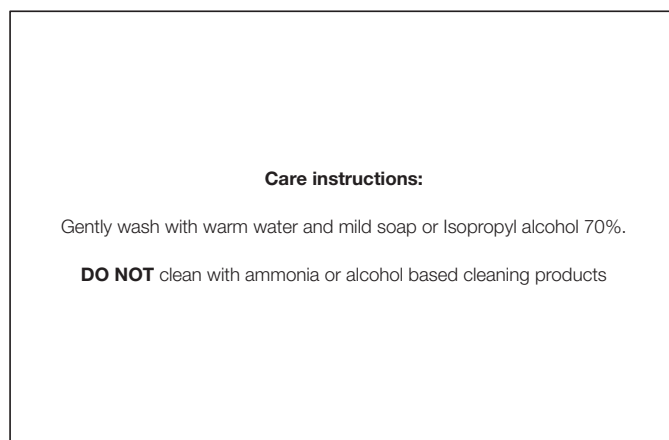 Care instructions:
Gently wash with warm water and mild soap or Isopropyl alcohol 70%.
DO NOT clean with ammonia or alcohol based cleaning products